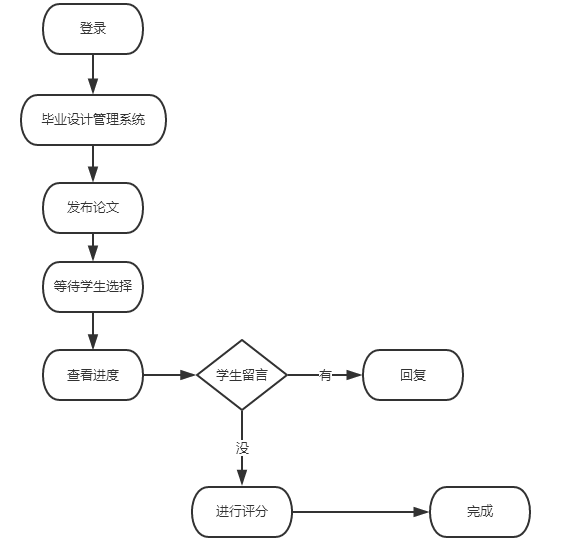 登录
毕业设计管理系统
发布论文
等待学生选择
查看进度
学生留言
有
回复
没
进行评分
完成